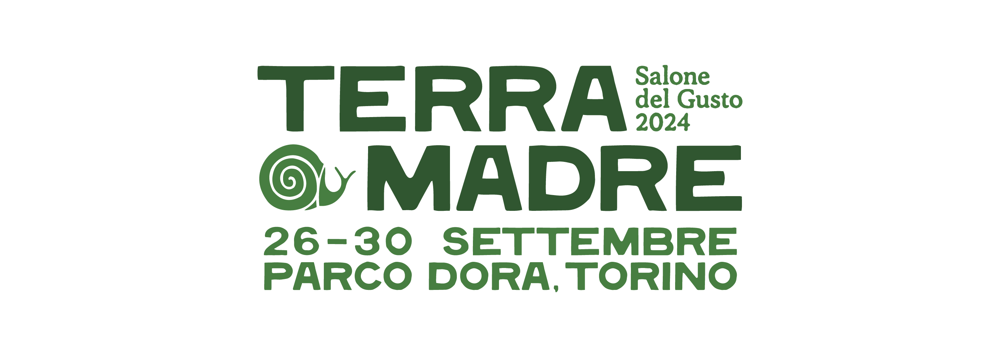 TERRA
Salone
del Gusto
2024
MADRE
26-30 SETTEMBRE
PARCO DORA, TORINO